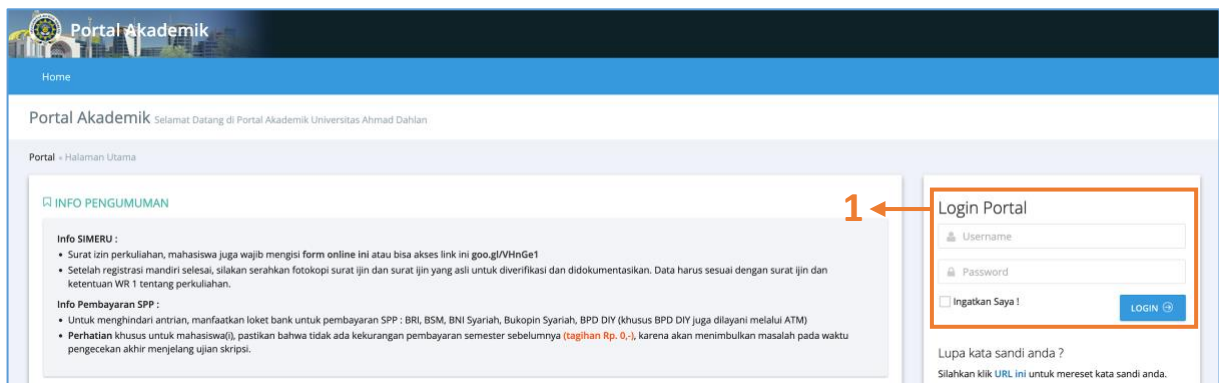 Portal Akademik
Home
Portal Akademik Selamat Datang di Portal Akademik Universitas Ahmad Dahlan
Portal » Halaman Utama
INFO PENGUMUMAN
Info SIMERU :
• Surat izin perkuliahan, mahasiswa juga wajib mengisi form online ini atau bisa akses link ini goo.gl/VHnGe1
• Setelah registrasi mandiri selesai, silakan serahkan fotokopi surat ijin dan surat ijin yang asli untuk diverifikasi dan didokumentasikan. Data harus sesuai dengan surat ijin dan
ketentuan WR 1 tentang perkuliahan.
Info Pembayaran SPP :
• Untuk menghindari antrian, manfaatkan loket bank untuk pembayaran SPP : BRI, BSM, BNI Syariah, Bukopin Syariah, BPD DIY (khusus BPD DIY juga dilayani melalui ATM)
• Perhatian khusus untuk mahasiswa(i), pastikan bahwa tidak ada kekurangan pembayaran semester sebelumnya (tagihan Rp. 0,-), karena akan menimbulkan masalah pada waktu
pengecekan akhir menjelang ujian skripsi.
1
Login Portal
Username
Password
Ingatkan Saya !
LOGIN
Lupa kata sandi anda ?
Silahkan klik URL ini untuk mereset kata sandi anda.